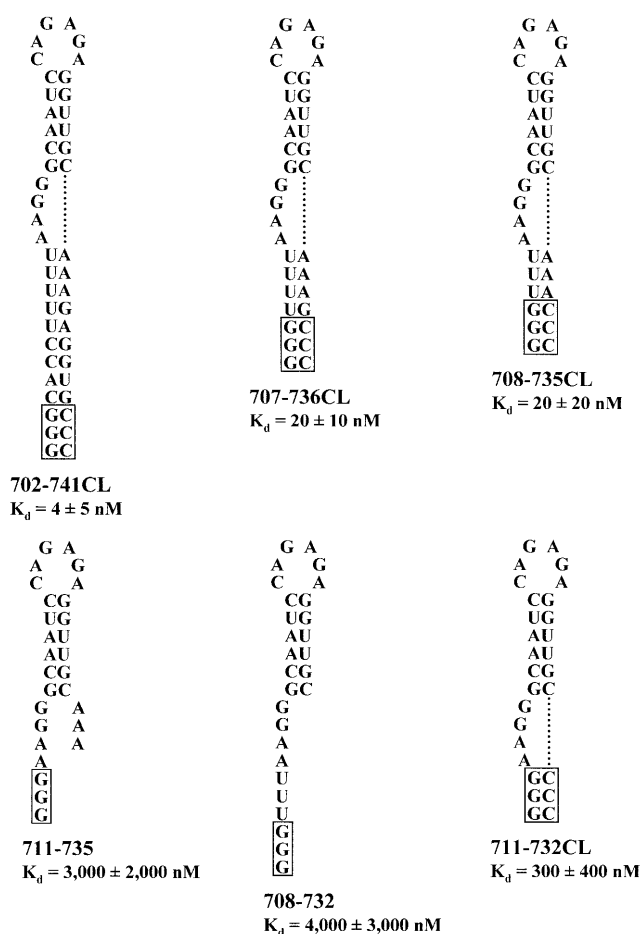 G A
A G
C A
CG
UG
AU
AU
CG
GC
G
G
A
A
UA
UA
UA
UG
UA
CG
CG
AU
CG
GC
GC
GC
702-741CL
Kd = 4 ± 5 nM
G A
A G
C A
CG
UG
AU
AU
CG
GC
G
G
A
A
UA
UA
UA
UG
GC
GC
GC
707-736CL
Kd = 20 ± 10 nM
G A
A G
C A
CG
UG
AU
AU
CG
GC
G
G
A
A
UA
UA
UA
GC
GC
GC
708-735CL
Kd = 20 ± 20 nM
G A
A G
C A
CG
UG
AU
AU
CG
GC
G A
G A
A A
A
G
G
G
711-735
Kd = 3,000 ± 2,000 nM
G A
A G
C A
CG
UG
AU
AU
CG
GC
G
G
A
A
U
U
U
G
G
G
708-732
Kd = 4,000 ± 3,000 nM
G A
A G
C A
CG
UG
AU
AU
CG
GC
G
G
A
A
GC
GC
GC
711-732CL
Kd = 300 ± 400 nM